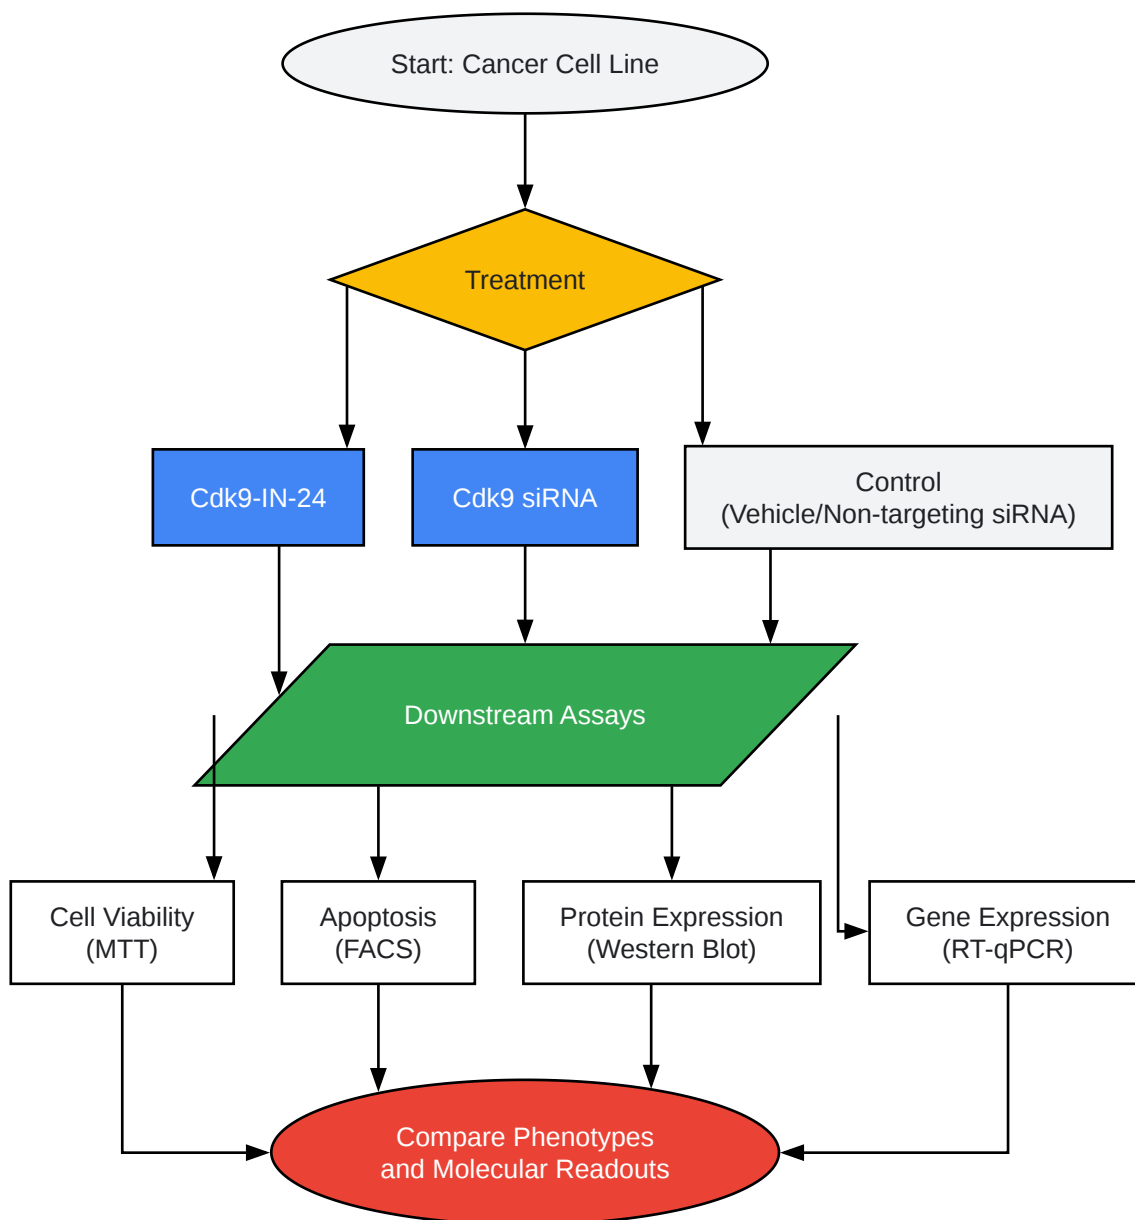 Start: Cancer Cell Line
Treatment
Cdk9-IN-24
Cdk9 siRNA
Control
(Vehicle/Non-targeting siRNA)
Downstream Assays
Cell Viability
(MTT)
Apoptosis
(FACS)
Protein Expression
(Western Blot)
Gene Expression
(RT-qPCR)
Compare Phenotypes
and Molecular Readouts